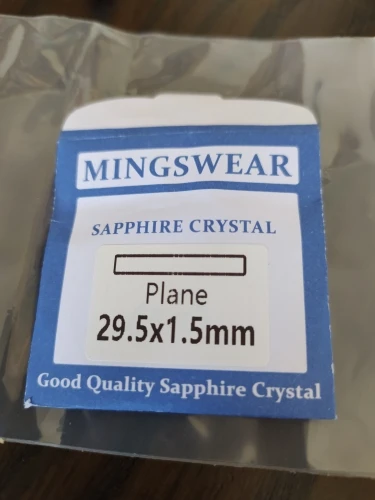 MINGSWEAR
SAPPHIRE CRYSTAL
Plane
29.5x1.5mm
Good Quality Sapphire Crystal